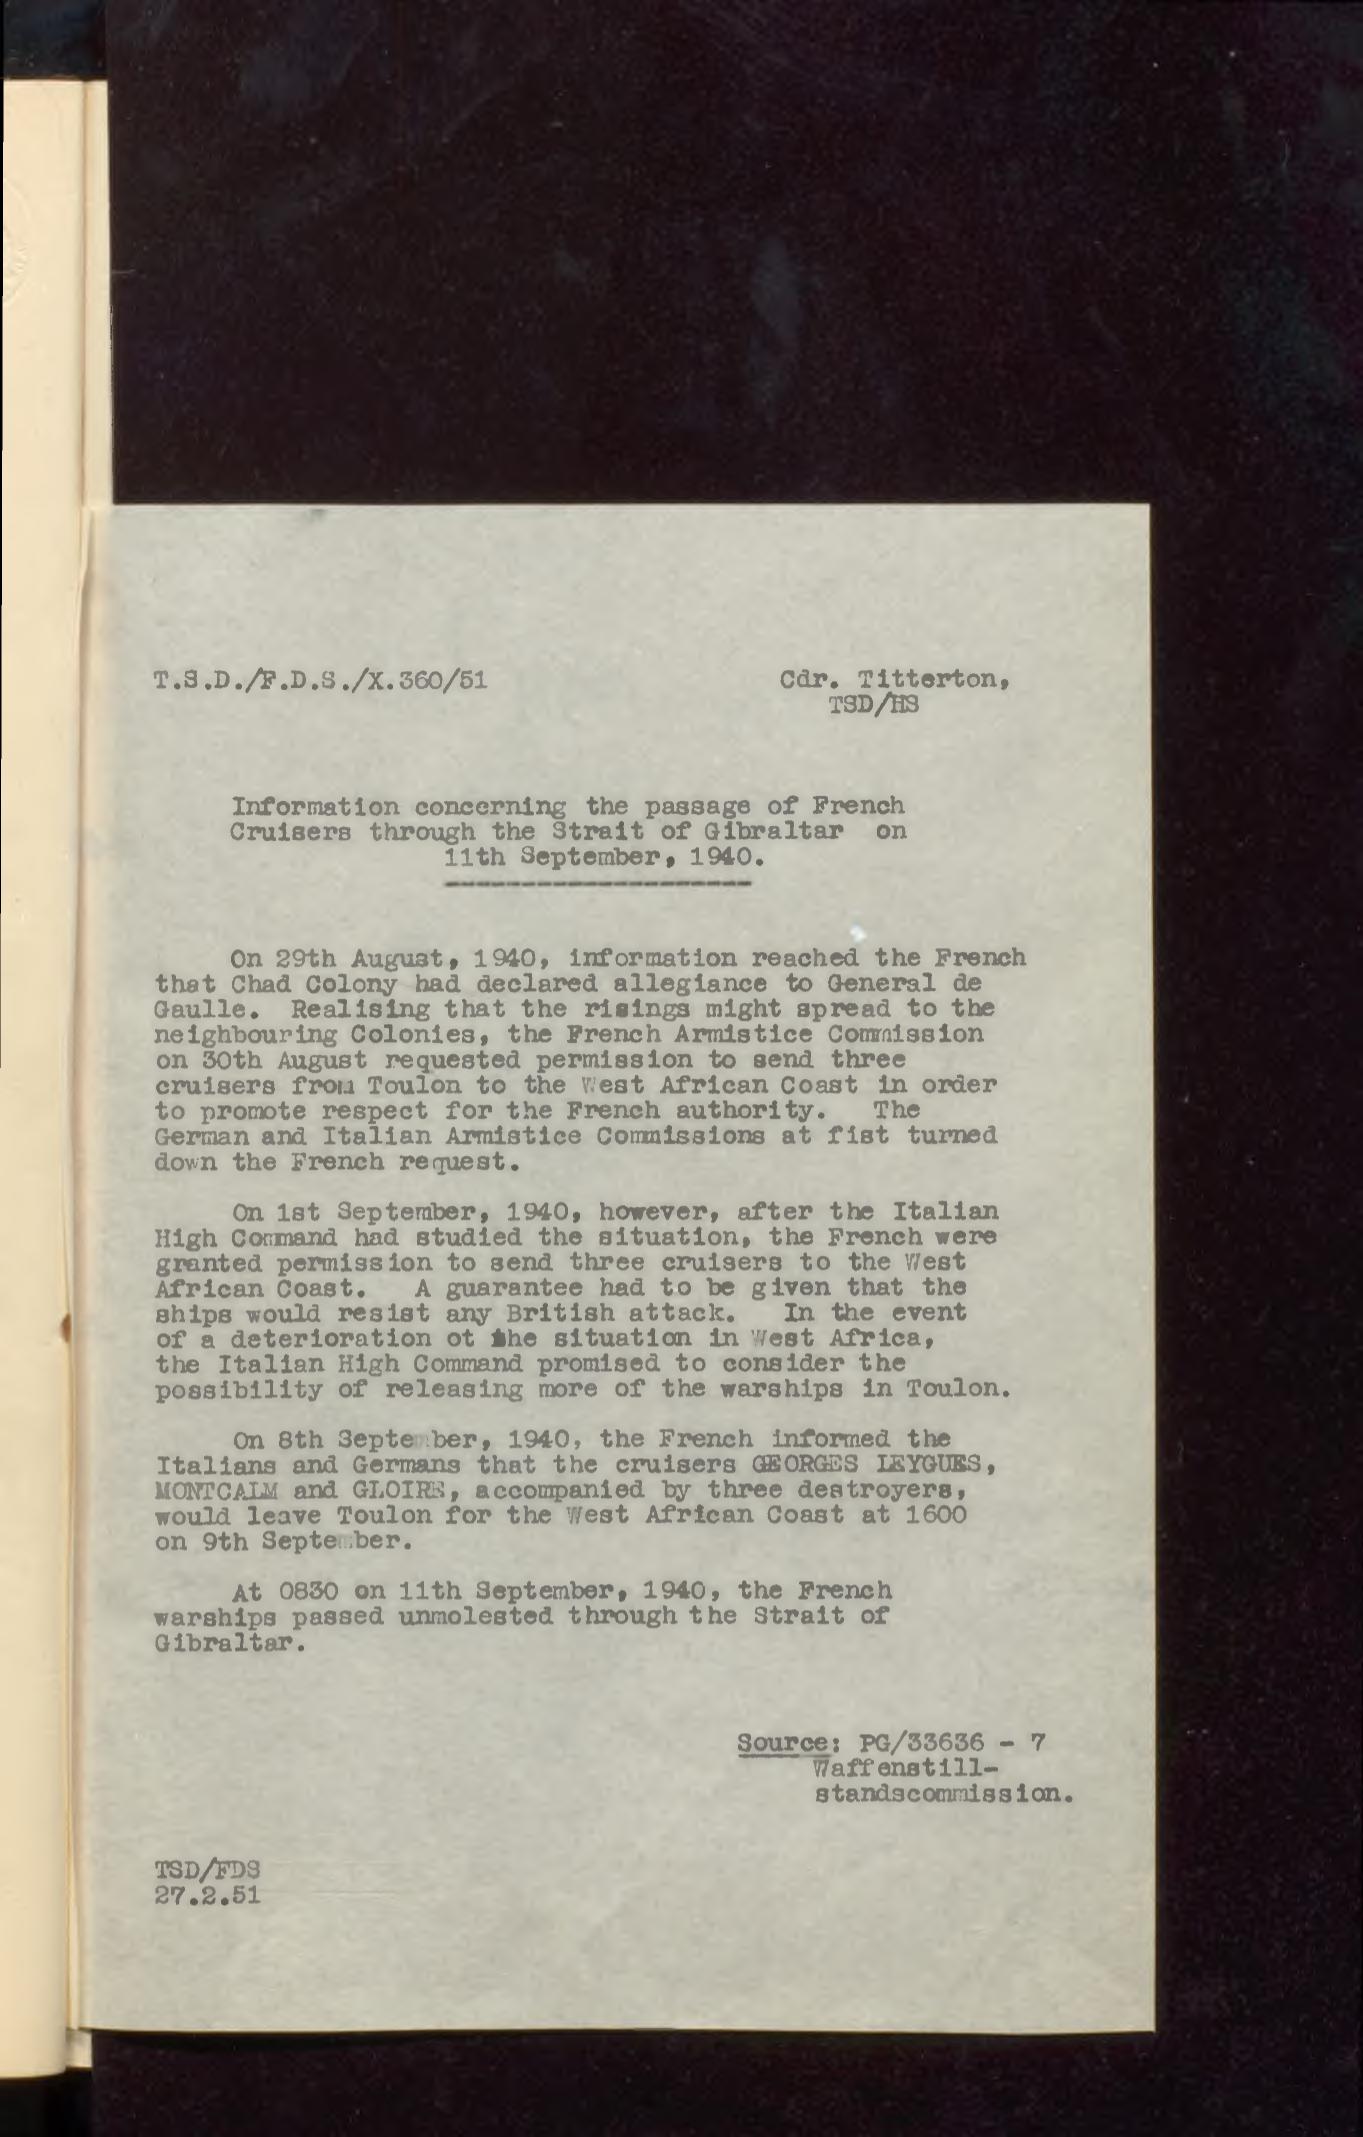 T.S.D./F.D.S./X.360/51
Cdr. Titterton,
TSD/HS
Information concerning the passage of French
Cruisers through the Strait of Gibraltar on
11th September, 1940.
On 29th August, 1940, information reached the French
that Chad Colony had declared allegiance to General de
Gaulle. Realising that the risings might spread to the
neighbouring Colonies, the French Armistice Commission
on 30th August requested permission to send three
cruisers from Toulon to the West African Coast in order
to promote respect for the French authority. The
German and Italian Armistice Commissions at fist turned
down the French request.
On 1st September, 1940, however, after the Italian
High Command had studied the situation, the French were
granted permission to send three cruisers to the West
African Coast. A guarantee had to be given that the
ships would resist any British attack. In the event
of a deterioration ot the situation in West Africa,
the Italian High Command promised to consider the
possibility of releasing more of the warships in Toulon.
On 8th September, 1940, the French informed the
Italians and Germans that the cruisers GEORGES LEYGUES,
MONTCALM and GLOIRE, accompanied by three destroyers,
would leave Toulon for the West African Coast at 1600
on 9th September.
At 0830 on 11th September, 1940, the French
warships passed unmolested through the Strait of
Gibraltar.
Source: PG/33636 - 7
Waffenstill-
standscommission.
TSD/FDS
27.2.51